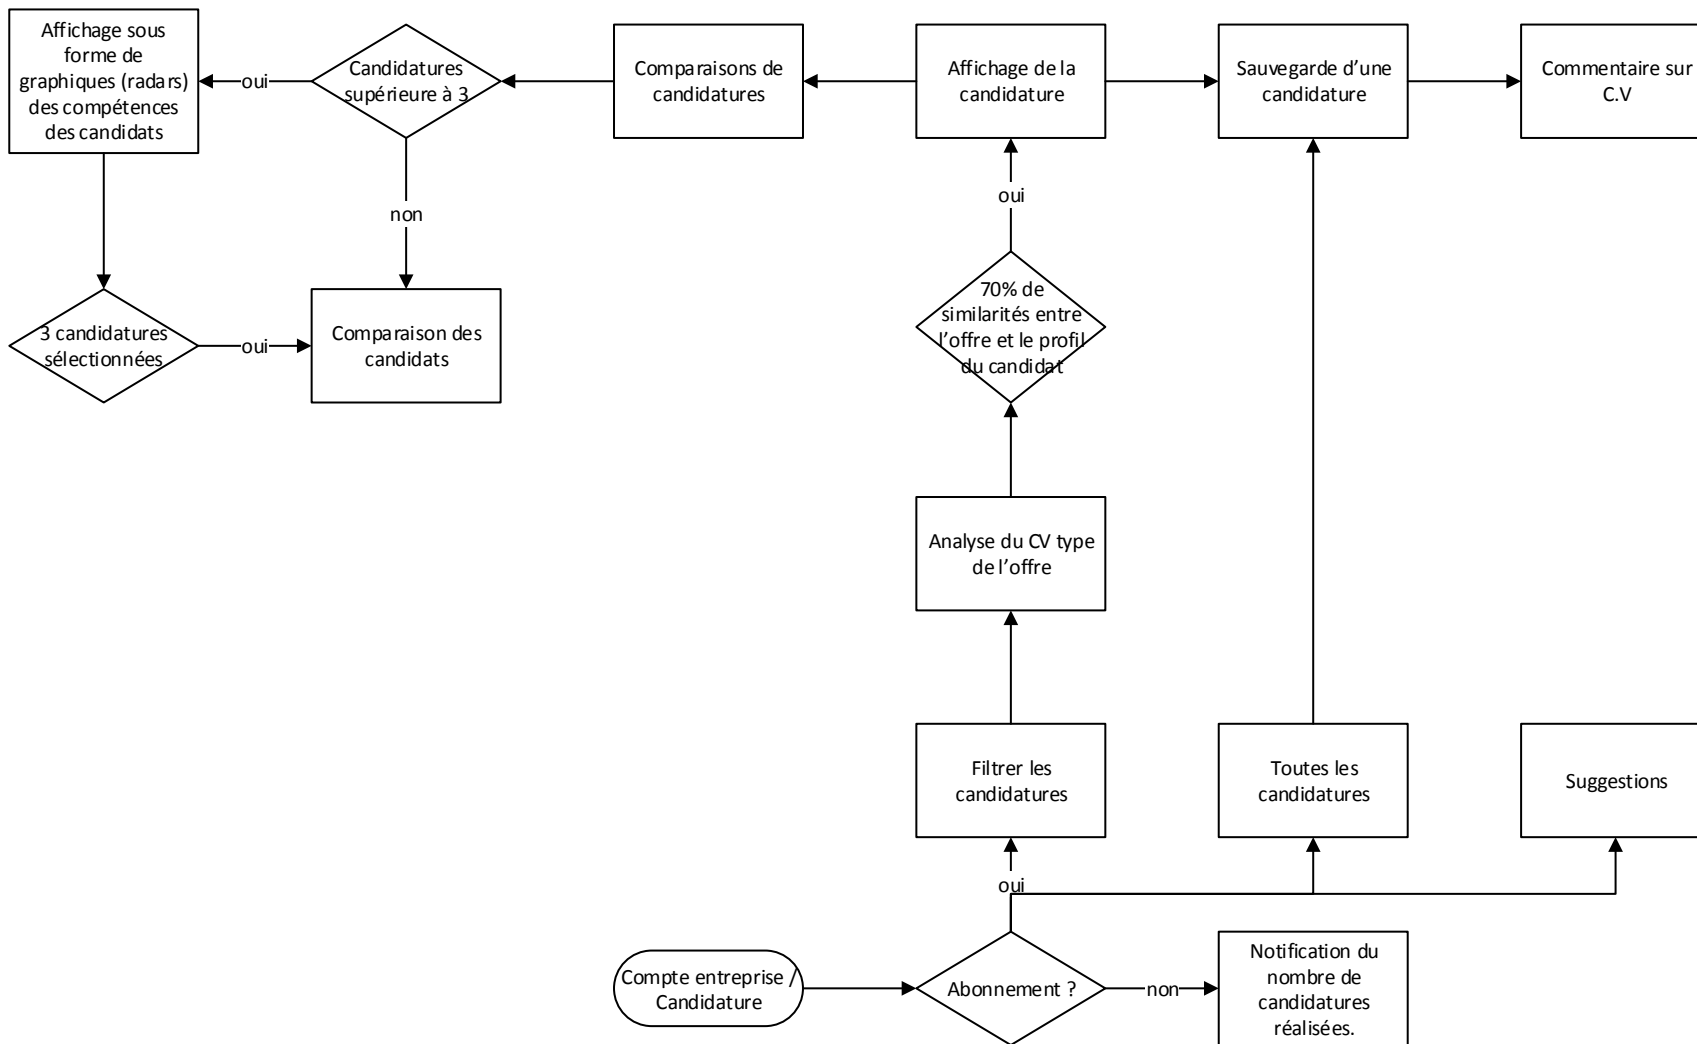 Affichage sous
forme de
graphiques (radars)
des compétences
des candidats
oui
Candidatures
supérieure à 3
Comparaisons de
candidatures
Affichage de la
candidature
Sauvegarde d’une
candidature
Commentaire sur
C.V
non
oui
3 candidatures
sélectionnées
oui
Comparaison des
candidats
70% de
similarités entre
l’offre et le profil
du candidat
Analyse du CV type
de l’offre
Filtrer les
candidatures
Toutes les
candidatures
Suggestions
oui
Compte entreprise /
Candidature
Abonnement ?
non
Notification du
nombre de
candidatures
réalisées.